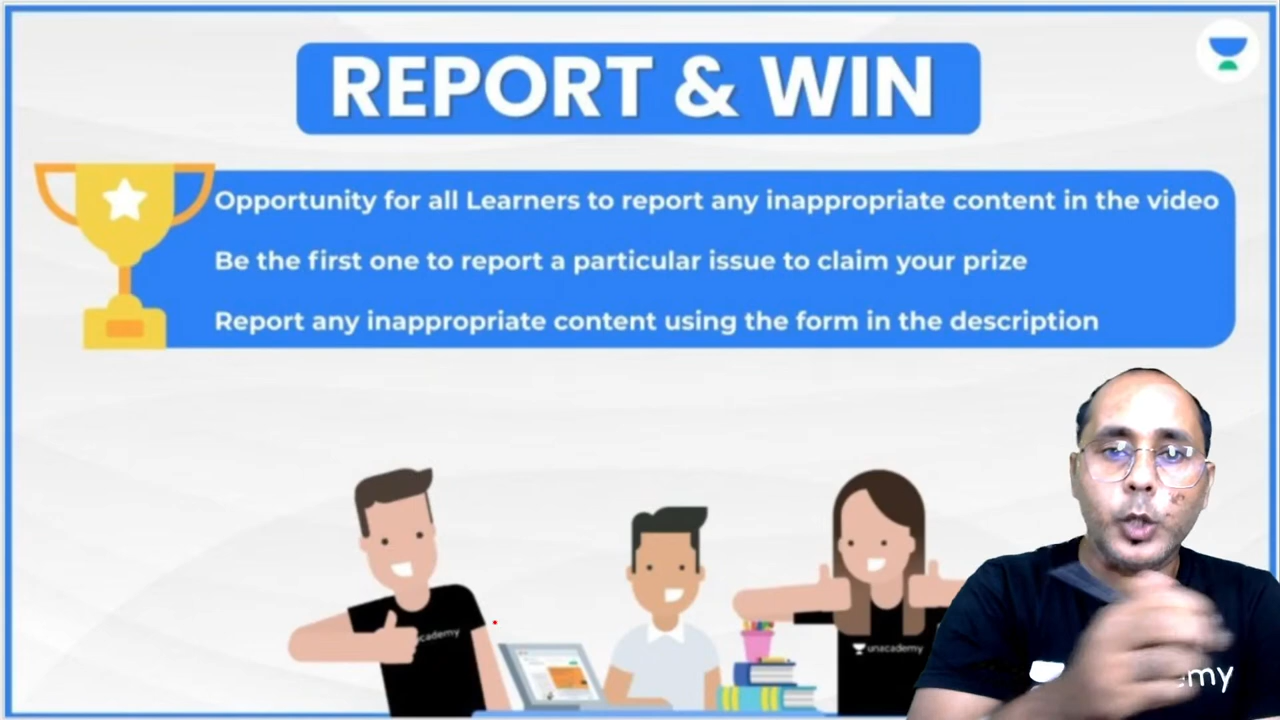 REPORT & WIN
Opportunity for all Learners to report any inappropriate content in the video
Be the first one to report a particular issue to claim your prize
Report any inappropriate content using the form in the description
unacademy